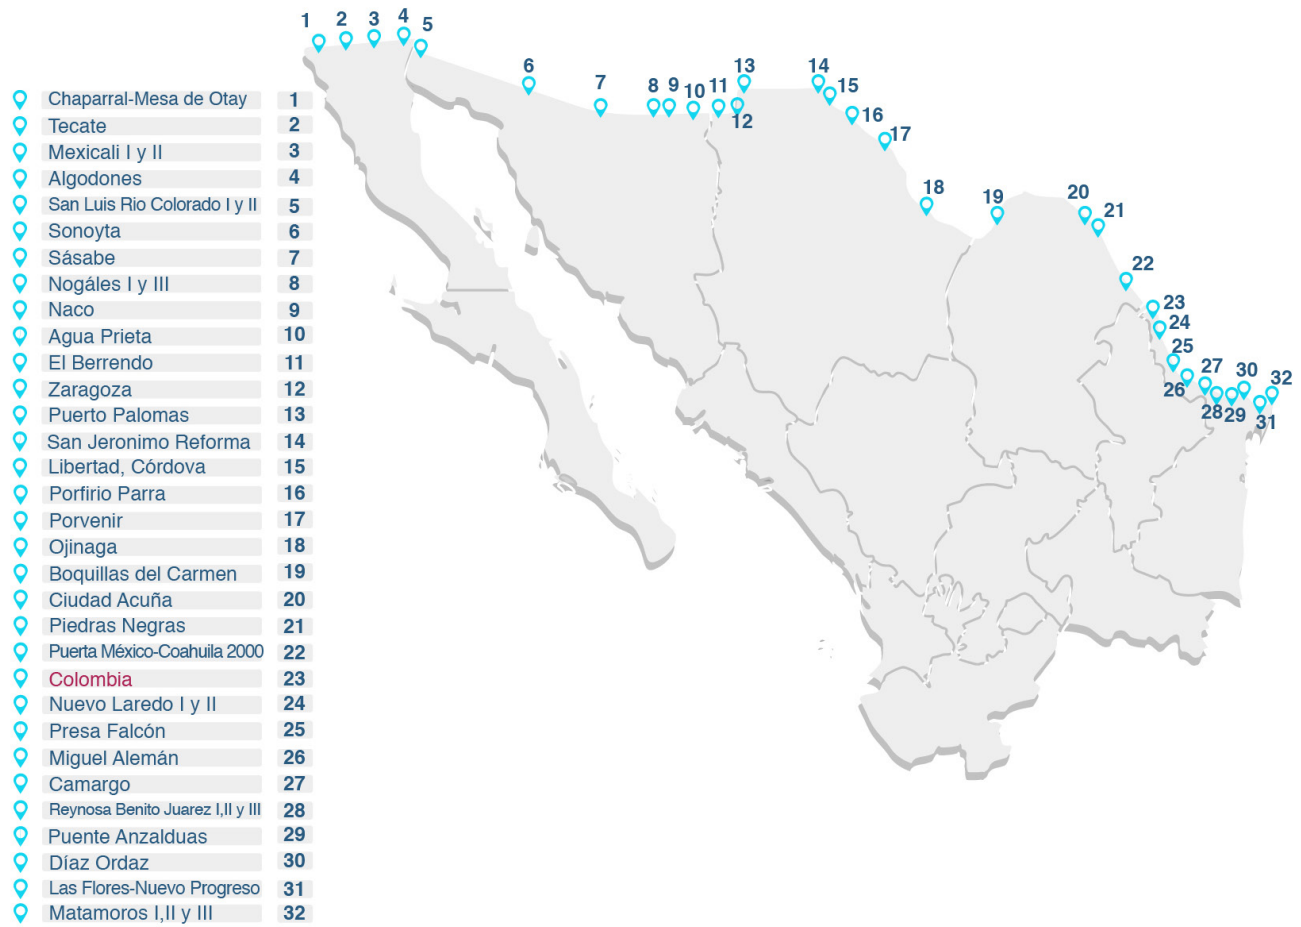 Chaparral-Mesa de Otay 1
Tecate 2
Mexicali I y II 3
Algodones 4
San Luis Rio Colorado I y II 5
Sonoyta 6
Sásabe 7
Nogáles I y III 8
Naco 9
Agua Prieta 10
El Berrendo 11
Zaragoza 12
Puerto Palomas 13
San Jeronimo Reforma 14
Libertad, Córdova 15
Porfirio Parra 16
Porvenir 17
Ojinaga 18
Boquillas del Carmen 19
Ciudad Acuña 20
Piedras Negras 21
Puerta México-Coahuila 2000 22
Colombia 23
Nuevo Laredo I y II 24
Presa Falcón 25
Miguel Alemán 26
Camargo 27
Reynosa Benito Juarez I,II y III 28
Puente Anzalduas 29
Díaz Ordaz 30
Las Flores-Nuevo Progreso 31
Matamoros I,II y III 32
1
2
3
4
5
6
7
8
9
10
11
12
13
14
15
16
17
18
19
20
21
22
23
24
25
26
27
28
29
30
31
32